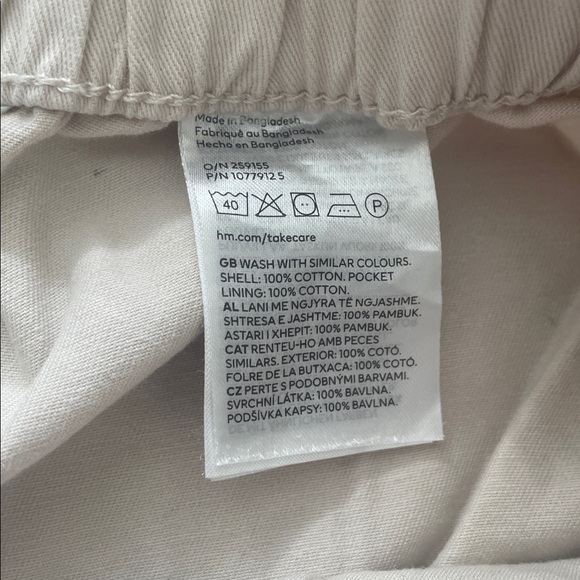 Made in Bangladesh
Fabriqué au Bangladesh
Hecho en Bangladesh
O/N 259155
P/N 10779125
40 P
hm.com/takecare
GB WASH WITH SIMILAR COLOURS.
SHELL: 100% COTTON. POCKET
LINING: 100% COTTON.
AL LANI ME NGJYRA TË NGJASHME.
SHTRESA E JASHTME: 100% PAMBUK.
ASTARI I XHEPIT: 100% PAMBUK.
CAT RENTEU-HO AMB PECES
SIMILARS. EXTERIOR: 100% COTÓ.
FOLRE DE LA BUTXACA: 100% COTÓ.
CZ PERTE S PODOBNÝMI BARVAMI.
SVRCHNÍ LÁTKA: 100% BAVLNA.
PODŠÍVKA KAPSY: 100% BAVLNA.